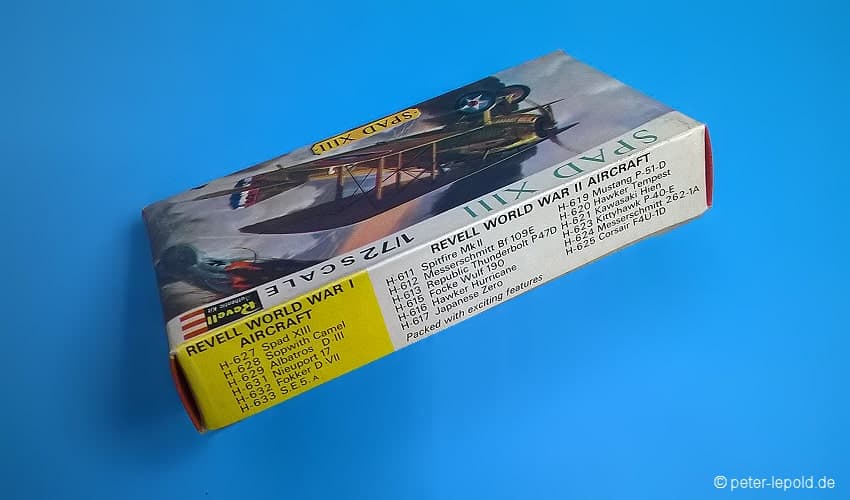 SPAD XIII
SPAD XIII
1/72 SCALE
Revell
Authentic Kit
REVELL WORLD WAR I
AIRCRAFT
H-627 Spad XIII
H-628 Sopwith Camel
H-629 Albatros D.III
H-631 Nieuport 17
H-632 Fokker D.VII
H-633 S.E.5.A
REVELL WORLD WAR II AIRCRAFT
H-611 Spitfire Mk II
H-612 Messerschmitt Bf 109E
H-613 Republic Thunderbolt P47D
H-615 Focke Wulf 190
H-616 Hawker Hurricane
H-617 Japanese Zero
H-619 Mustang P-51-D
H-620 Hawker Tempest
H-621 Kawasaki Hien
H-623 Kittyhawk P-40-E
H-624 Messerschmitt 262-1A
H-625 Corsair F4U-1D
Packed with exciting features
© peter-lepold.de